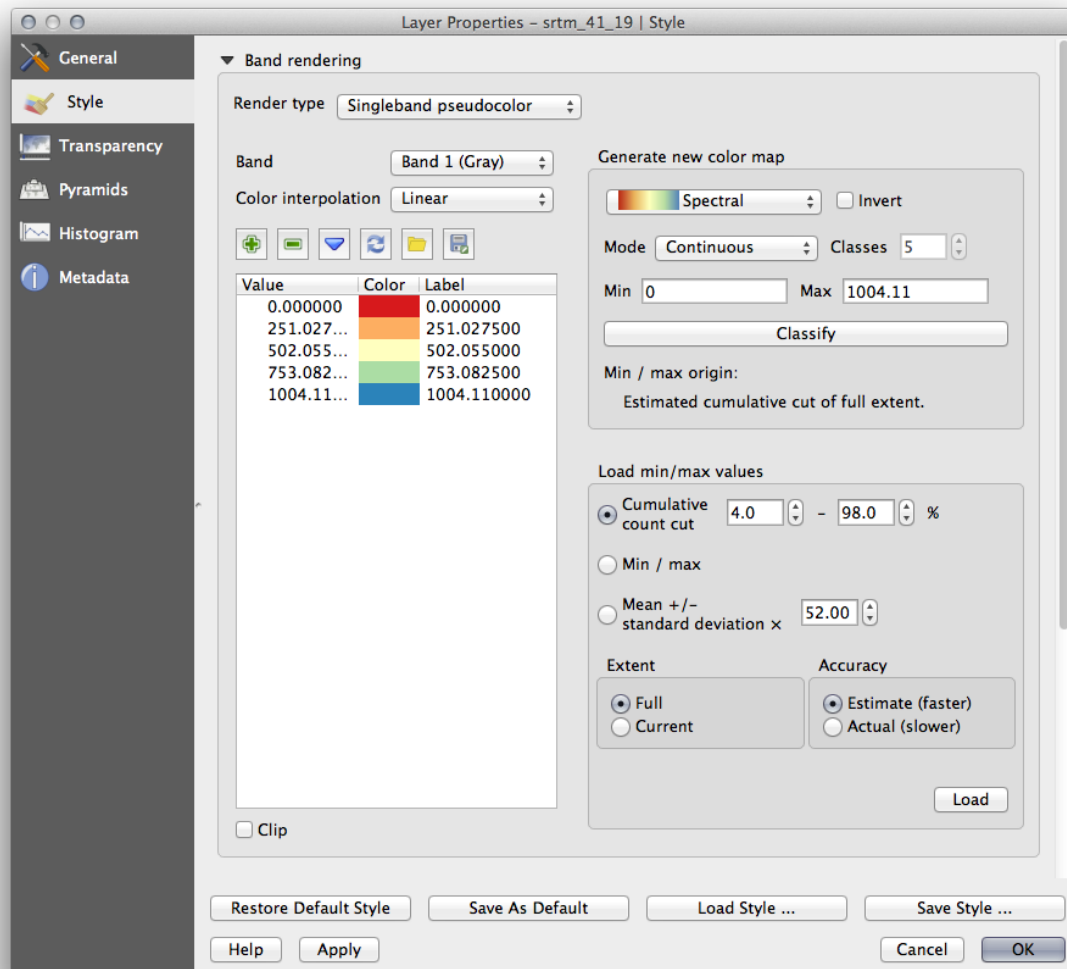 Layer Properties – srtm_41_19 | Style
General
Style
Transparency
Pyramids
Histogram
Metadata
Band rendering
Render type Singleband pseudocolor
Band Band 1 (Gray)
Color interpolation Linear
Value Color Label
0.000000 0.000000
251.027... 251.027500
502.055... 502.055000
753.082... 753.082500
1004.11... 1004.110000
Clip
Generate new color map
Spectral Invert
Mode Continuous Classes 5
Min 0 Max 1004.11
Classify
Min / max origin:
Estimated cumulative cut of full extent.
Load min/max values
Cumulative
count cut 4.0 – 98.0 %
Min / max
Mean +/-
standard deviation × 52.00
Extent
Full
Current
Accuracy
Estimate (faster)
Actual (slower)
Load
Restore Default Style Save As Default Load Style ... Save Style ...
Help Apply Cancel OK